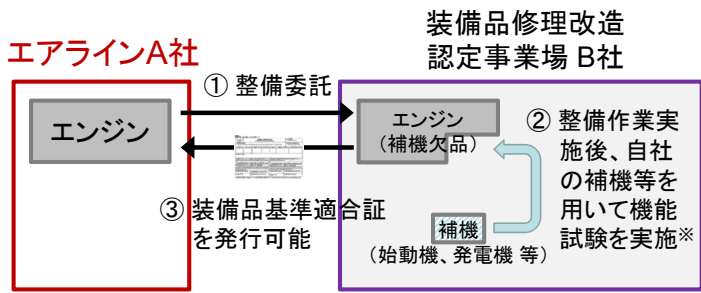 エアラインA社
装備品修理改造
認定事業場 B社
① 整備委託
エンジン
エンジン
(補機欠品)
② 整備作業実
施後、自社
の補機等を
用いて機能
試験を実施※
③ 装備品基準適合証
を発行可能
補機
(始動機、発電機 等)